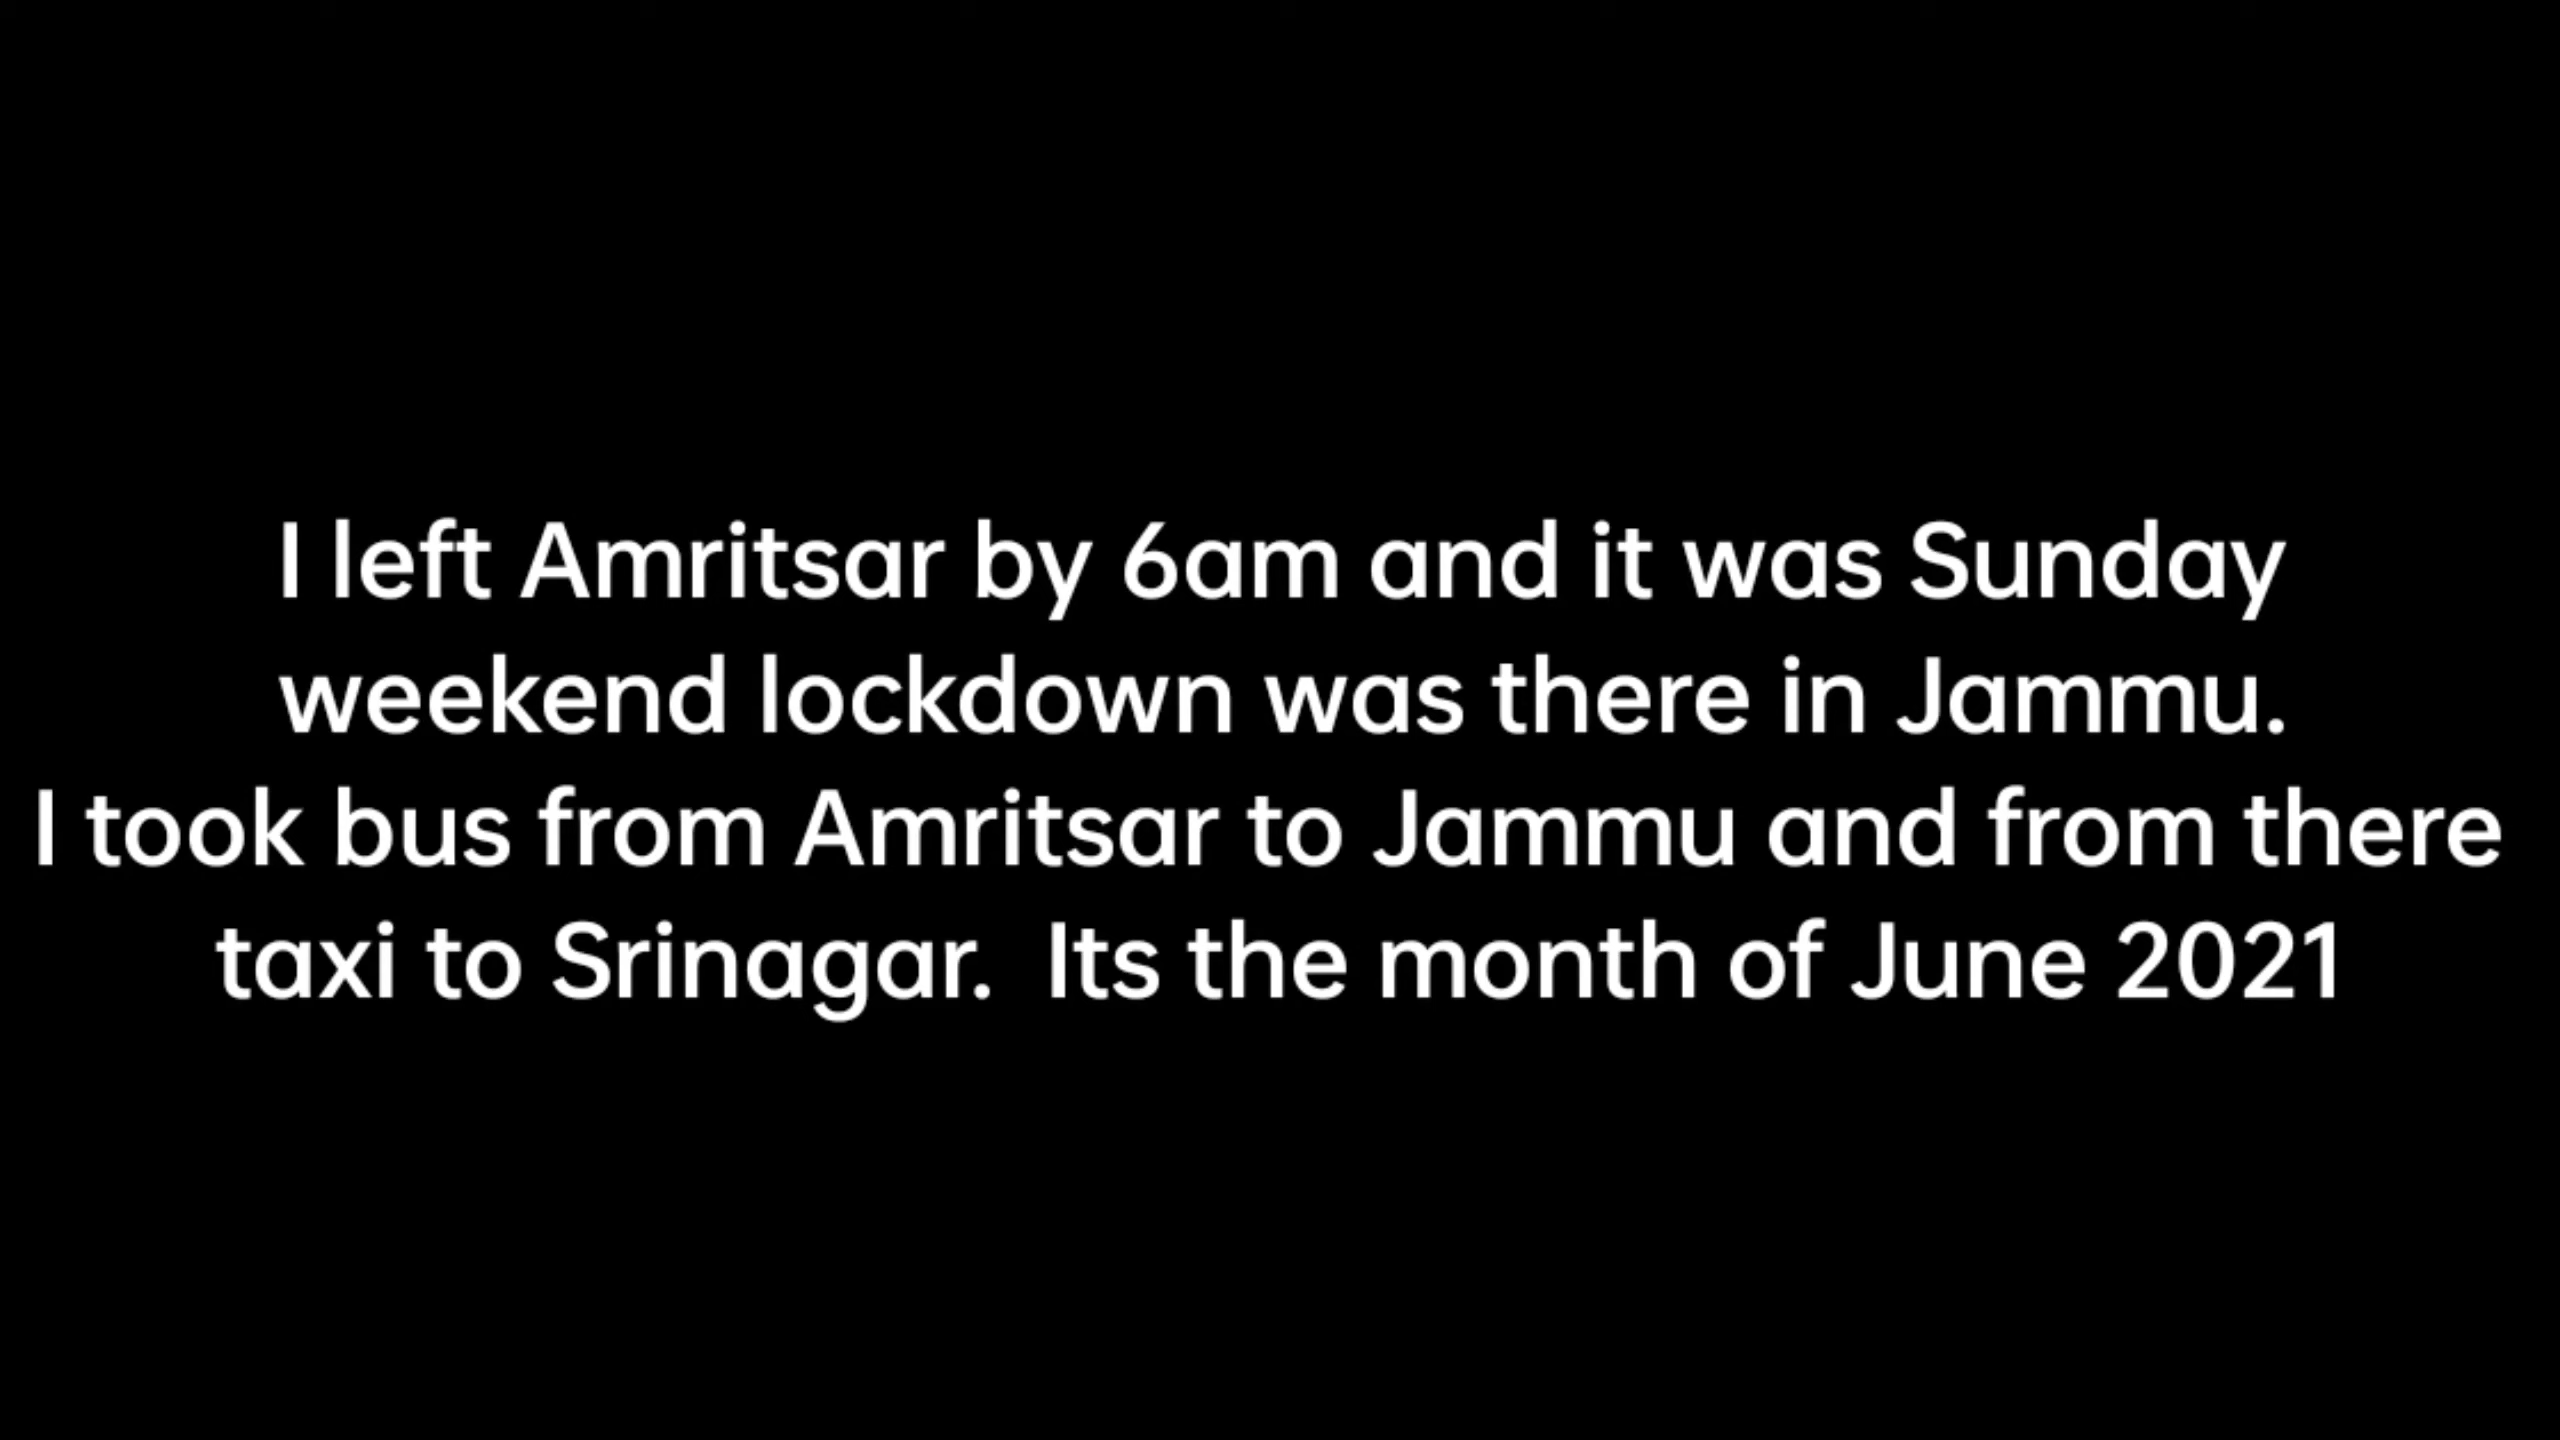 I left Amritsar by 6am and it was Sunday
weekend lockdown was there in Jammu.
I took bus from Amritsar to Jammu and from there
taxi to Srinagar.  Its the month of June 2021